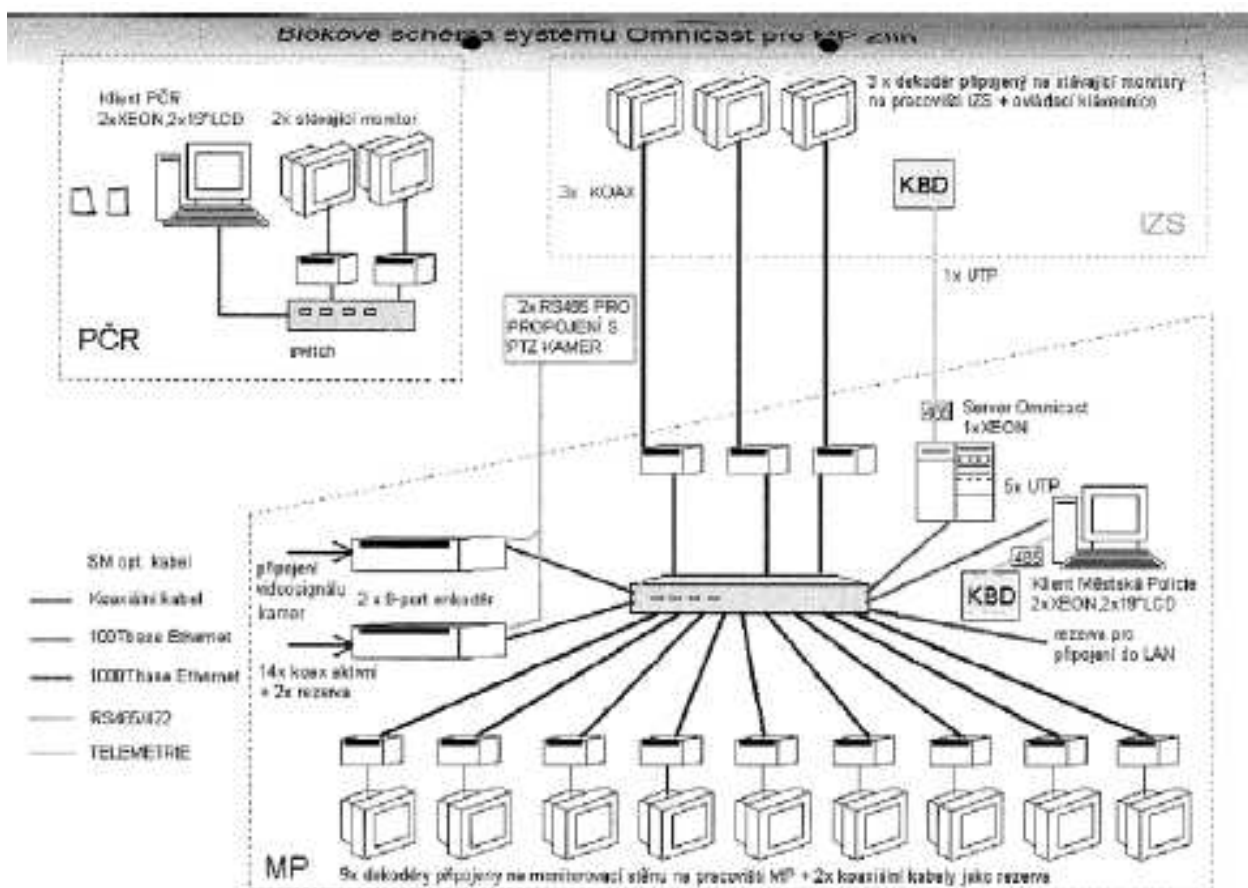 Blokové schéma systému Omnicast pro MP Zlín
Klient PČR
2xXEON,2x19"LCD
2x stávající monitor
switch
PČR
3 x dekodér připojený na stávající monitory
na pracovišti IZS + ovládací klávesnice
3x KOAX
KBD
IZS
1x UTP
2x RS485 PRO
PROPOJENÍ S
PTZ KAMER
485
Server Omnicast
1xXEON
5x UTP
485
KBD
Klient Městská Policie
2xXEON,2x19"LCD
rezerva pro
připojení do LAN
připojení
videosignálu
kamer
2 x 8-port enkodér
14x koax aktivní
+ 2x rezerva
SM opt. kabel
Koaxiální kabel
100Tbase Ethernet
1000Tbase Ethernet
RS485/422
TELEMETRIE
MP
9x dekodéry připojeny na monitorovací stěnu na pracovišti MP + 2x koaxiální kabely jako rezerva